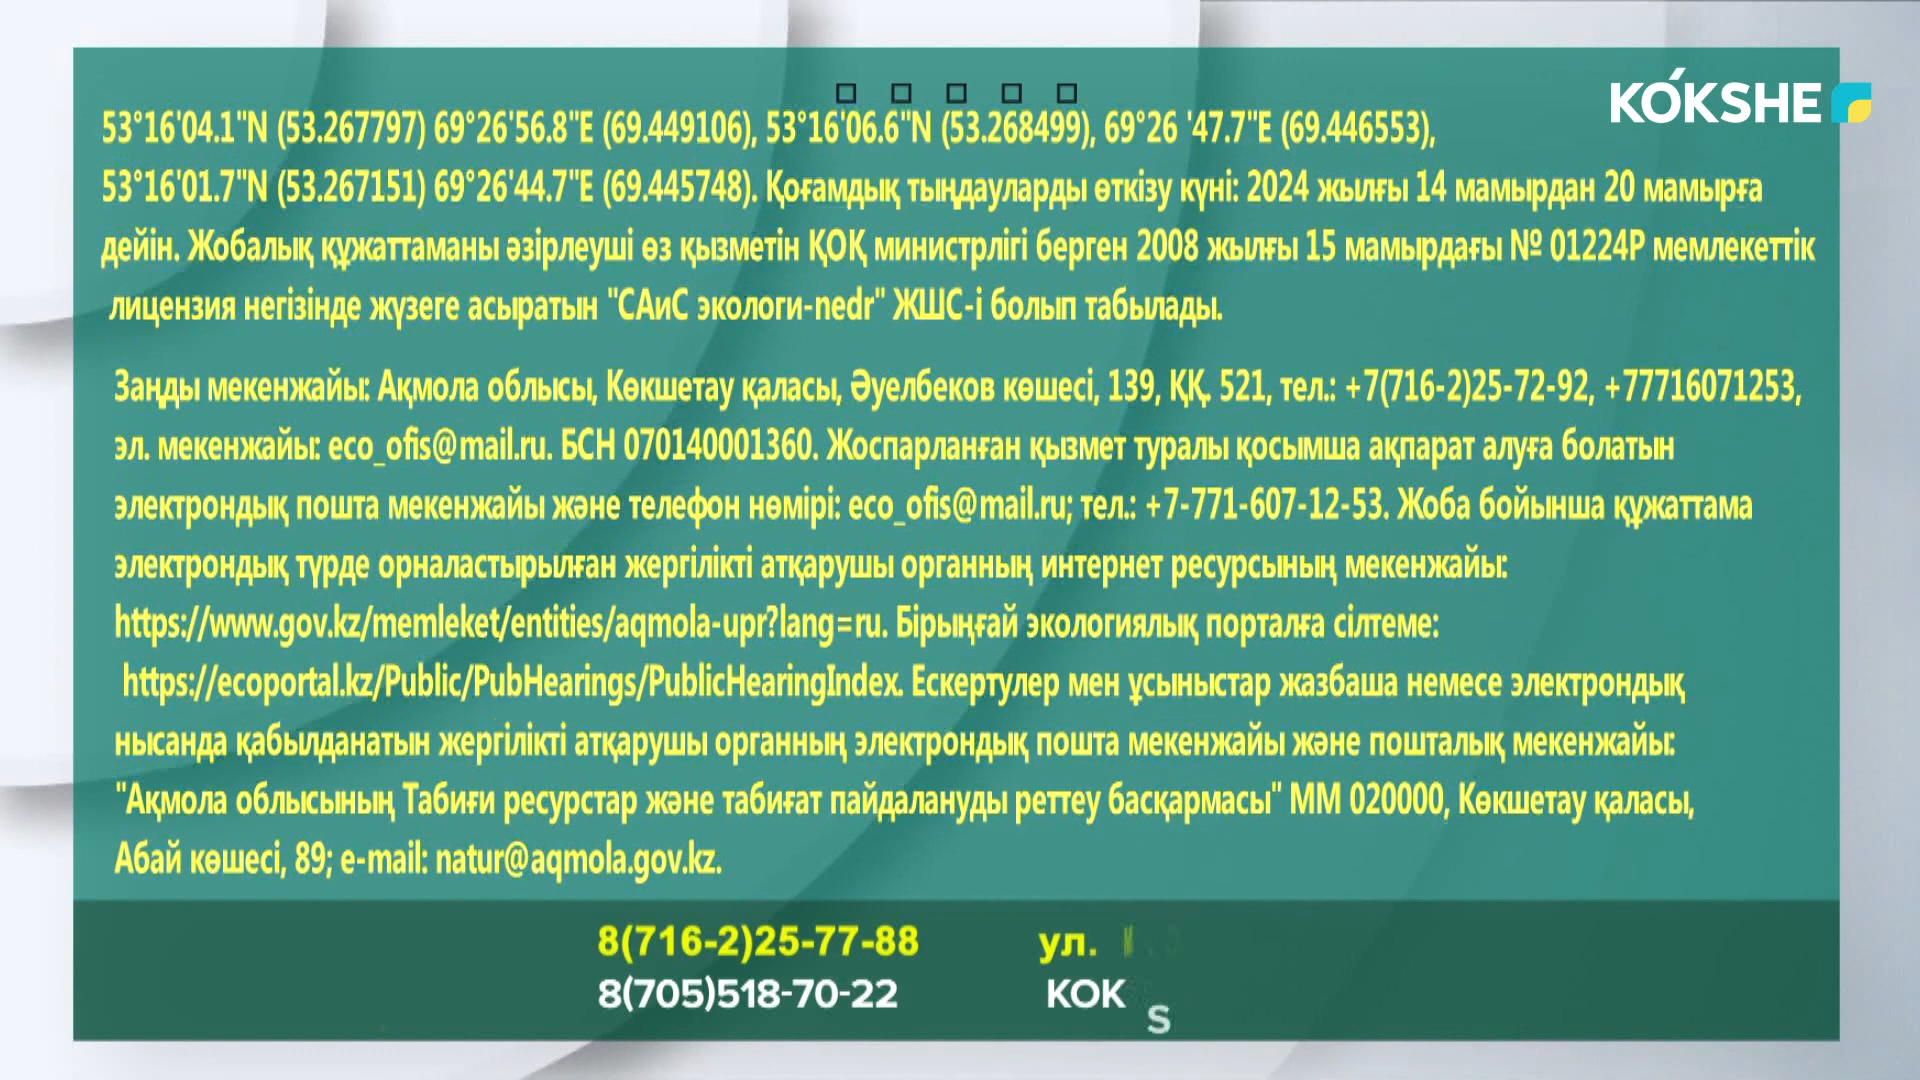 KÓKSHE
53°16'04.1"N (53.267797) 69°26'56.8"E (69.449106), 53°16'06.6"N (53.268499), 69°26 '47.7"E (69.446553),
53°16'01.7"N (53.267151) 69°26'44.7"E (69.445748). Қоғамдық тыңдауларды өткізу күні: 2024 жылғы 14 мамырдан 20 мамырға
дейін. Жобалық құжаттаманы әзірлеуші өз қызметін ҚОҚ министрлігі берген 2008 жылғы 15 мамырдағы № 01224Р мемлекеттік
лицензия негізінде жүзеге асыратын "САиС экологи-nedr" ЖШС-і болып табылады.
Заңды мекенжайы: Ақмола облысы, Көкшетау қаласы, Әуелбеков көшесі, 139, ҚҚ. 521, тел.: +7(716-2)25-72-92, +77716071253,
эл. мекенжайы: eco_ofis@mail.ru. БСН 070140001360. Жоспарланған қызмет туралы қосымша ақпарат алуға болатын
электрондық пошта мекенжайы және телефон нөмірі: eco_ofis@mail.ru; тел.: +7-771-607-12-53. Жоба бойынша құжаттама
электрондық түрде орналастырылған жергілікті атқарушы органның интернет ресурсының мекенжайы:
https://www.gov.kz/memleket/entities/aqmola-upr?lang=ru. Бірыңғай экологиялық порталға сілтеме:
https://ecoportal.kz/Public/PubHearings/PublicHearingIndex. Ескертулер мен ұсыныстар жазбаша немесе электрондық
нысанда қабылданатын жергілікті атқарушы органның электрондық пошта мекенжайы және пошталық мекенжайы:
"Ақмола облысының Табиғи ресурстар және табиғат пайдалануды реттеу басқармасы" ММ 020000, Көкшетау қаласы,
Абай көшесі, 89; e-mail: natur@aqmola.gov.kz.
8(716-2)25-77-88 ул.
8(705)518-70-22 KOK
S